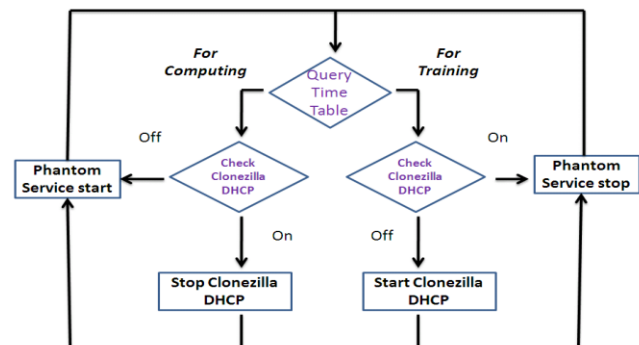 For
Computing
For
Training
Query
Time
Table
Off
On
Phantom
Service start
Check
Clonezilla
DHCP
Check
Clonezilla
DHCP
Phantom
Service stop
On
Off
Stop Clonezilla
DHCP
Start Clonezilla
DHCP